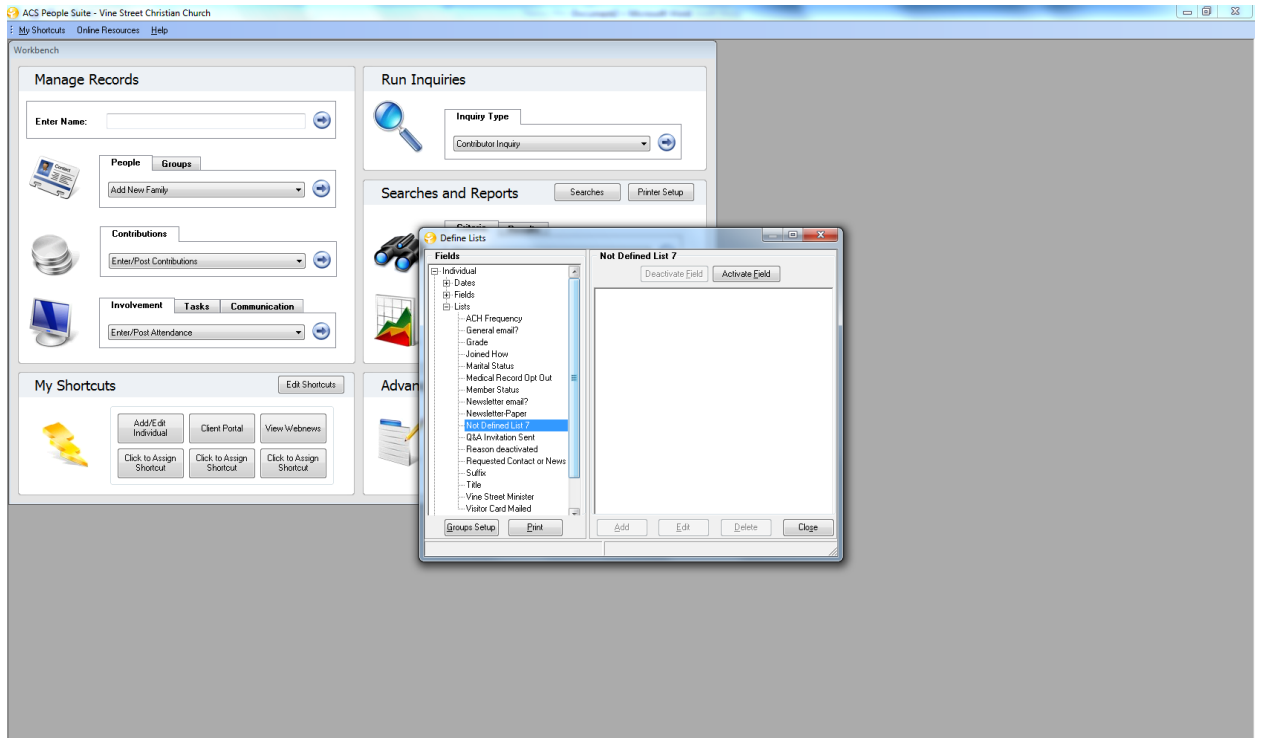 ACS People Suite - Vine Street Christian Church
My Shortcuts Online Resources Help
Workbench
Manage Records
Enter Name:
People Groups
Add New Family
Contributions
Enter/Post Contributions
Involvement Tasks Communication
Enter/Post Attendance
My Shortcuts Edit Shortcuts
Add/Edit Individual Client Portal View Webnews
Click to Assign Shortcut Click to Assign Shortcut Click to Assign Shortcut
Run Inquiries
Inquiry Type
Contributor Inquiry
Searches and Reports Searches Printer Setup
Advan
Define Lists
Fields
Individual
Dates
Fields
Lists
ACH Frequency
General email?
Grade
Joined How
Marital Status
Medical Record Opt Out
Member Status
Newsletter email?
Newsletter-Paper
Not Defined List 7
Q&A Invitation Sent
Reason deactivated
Requested Contact or News
Suffix
Title
Vine Street Minister
Visitor Card Mailed
Groups Setup Print
Not Defined List 7
Deactivate Field Activate Field
Add Edit Delete Close